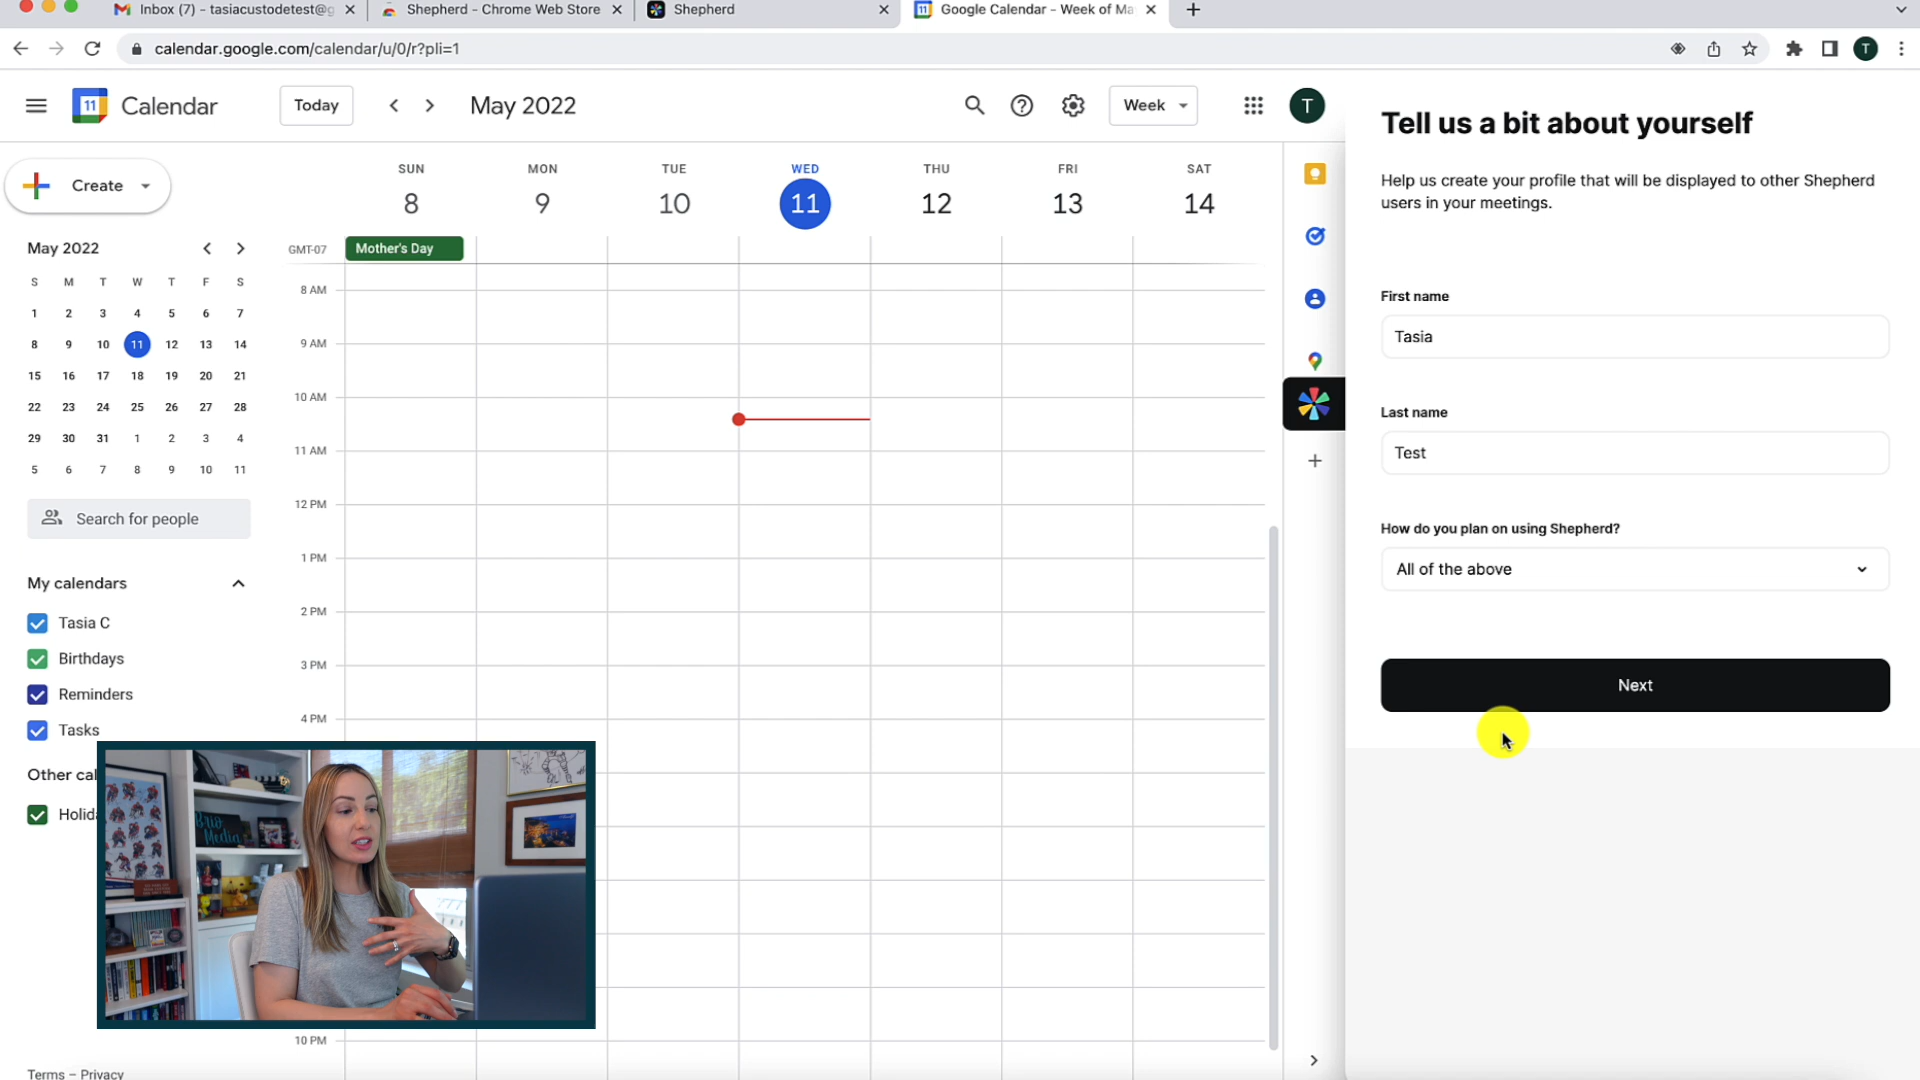 Inbox (7) - tasiacustodetest@g
Shepherd - Chrome Web Store
Shepherd
Google Calendar - Week of Ma
calendar.google.com/calendar/u/0/r?pli=1
T
11 Calendar
Today
May 2022
Week
T
Create
SUN MON TUE WED THU FRI SAT
8 9 10 11 12 13 14
May 2022
GMT-07
Mother's Day
S M T W T F S
1 2 3 4 5 6 7
8 9 10 11 12 13 14
15 16 17 18 19 20 21
22 23 24 25 26 27 28
29 30 31 1 2 3 4
5 6 7 8 9 10 11
Search for people
My calendars
Tasia C
Birthdays
Reminders
Tasks
Other cal
Holida
Terms – Privacy
8 AM
9 AM
10 AM
11 AM
12 PM
1 PM
2 PM
3 PM
4 PM
10 PM
Brio
Media
Tell us a bit about yourself
Help us create your profile that will be displayed to other Shepherd
users in your meetings.
First name
Tasia
Last name
Test
How do you plan on using Shepherd?
All of the above
Next